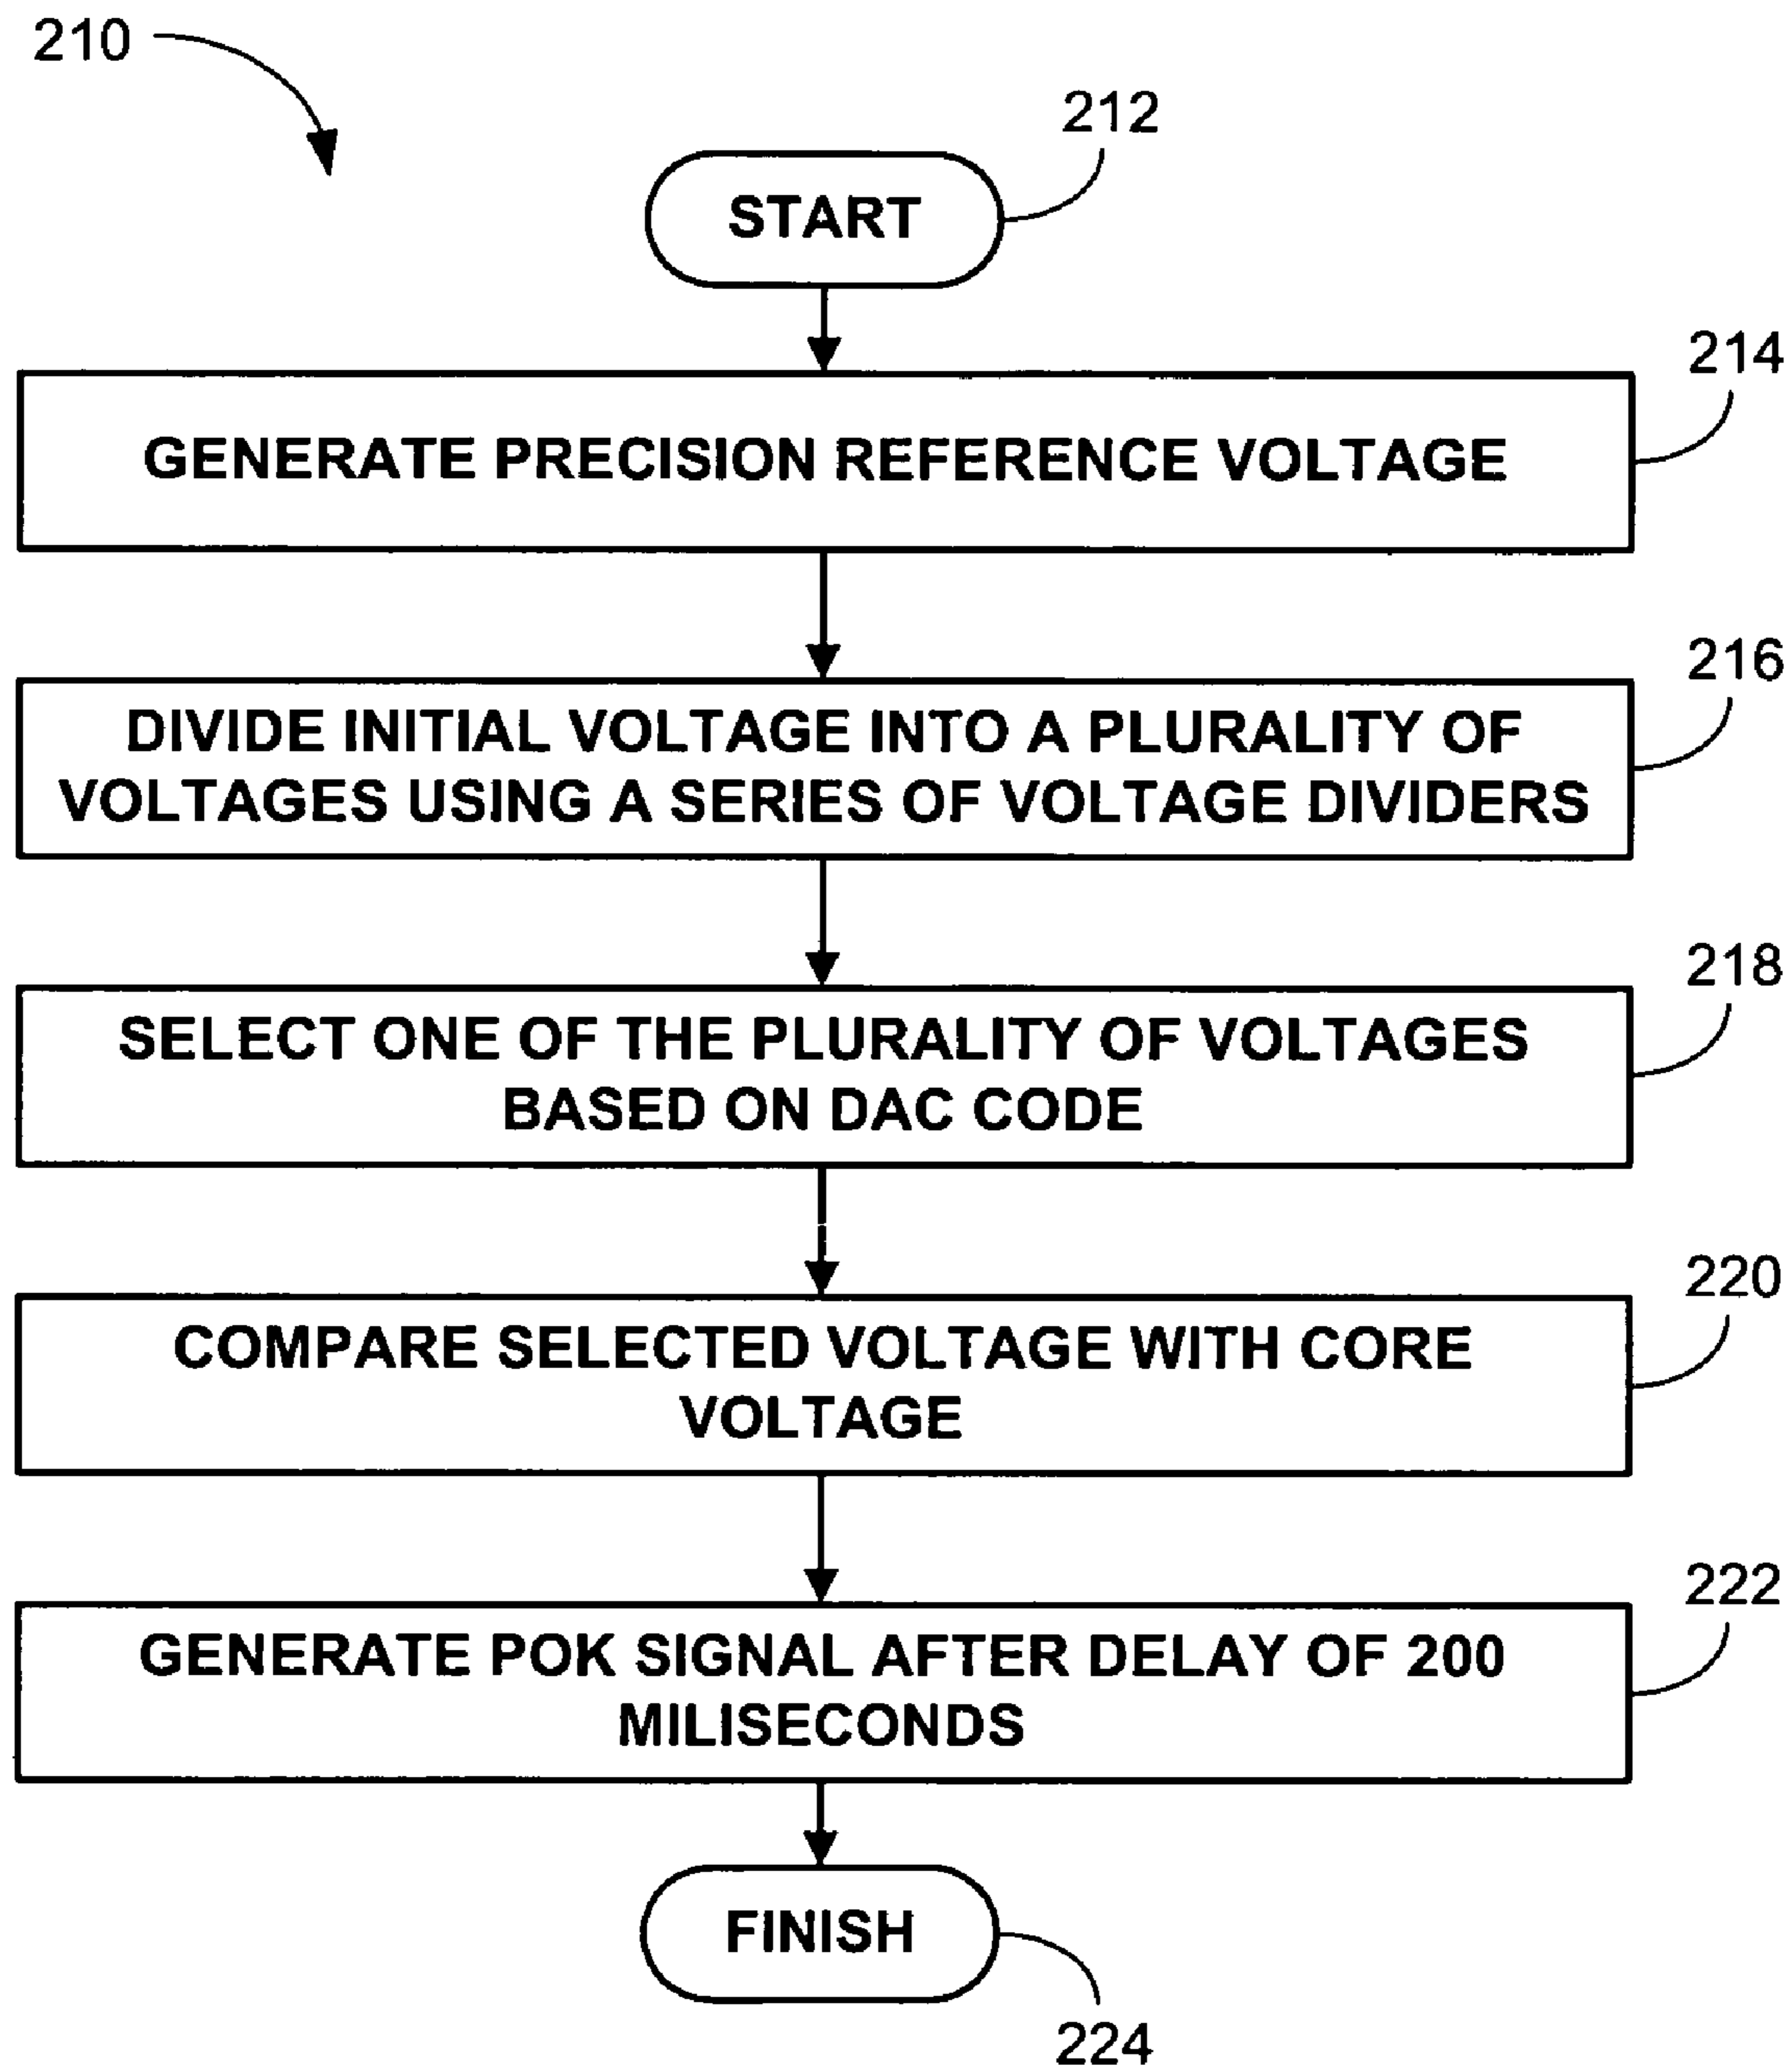 210
212
START
214
GENERATE PRECISION REFERENCE VOLTAGE
216
DIVIDE INITIAL VOLTAGE INTO A PLURALITY OF
VOLTAGES USING A SERIES OF VOLTAGE DIVIDERS
218
SELECT ONE OF THE PLURALITY OF VOLTAGES
BASED ON DAC CODE
220
COMPARE SELECTED VOLTAGE WITH CORE
VOLTAGE
222
GENERATE POK SIGNAL AFTER DELAY OF 200
MILISECONDS
FINISH
224